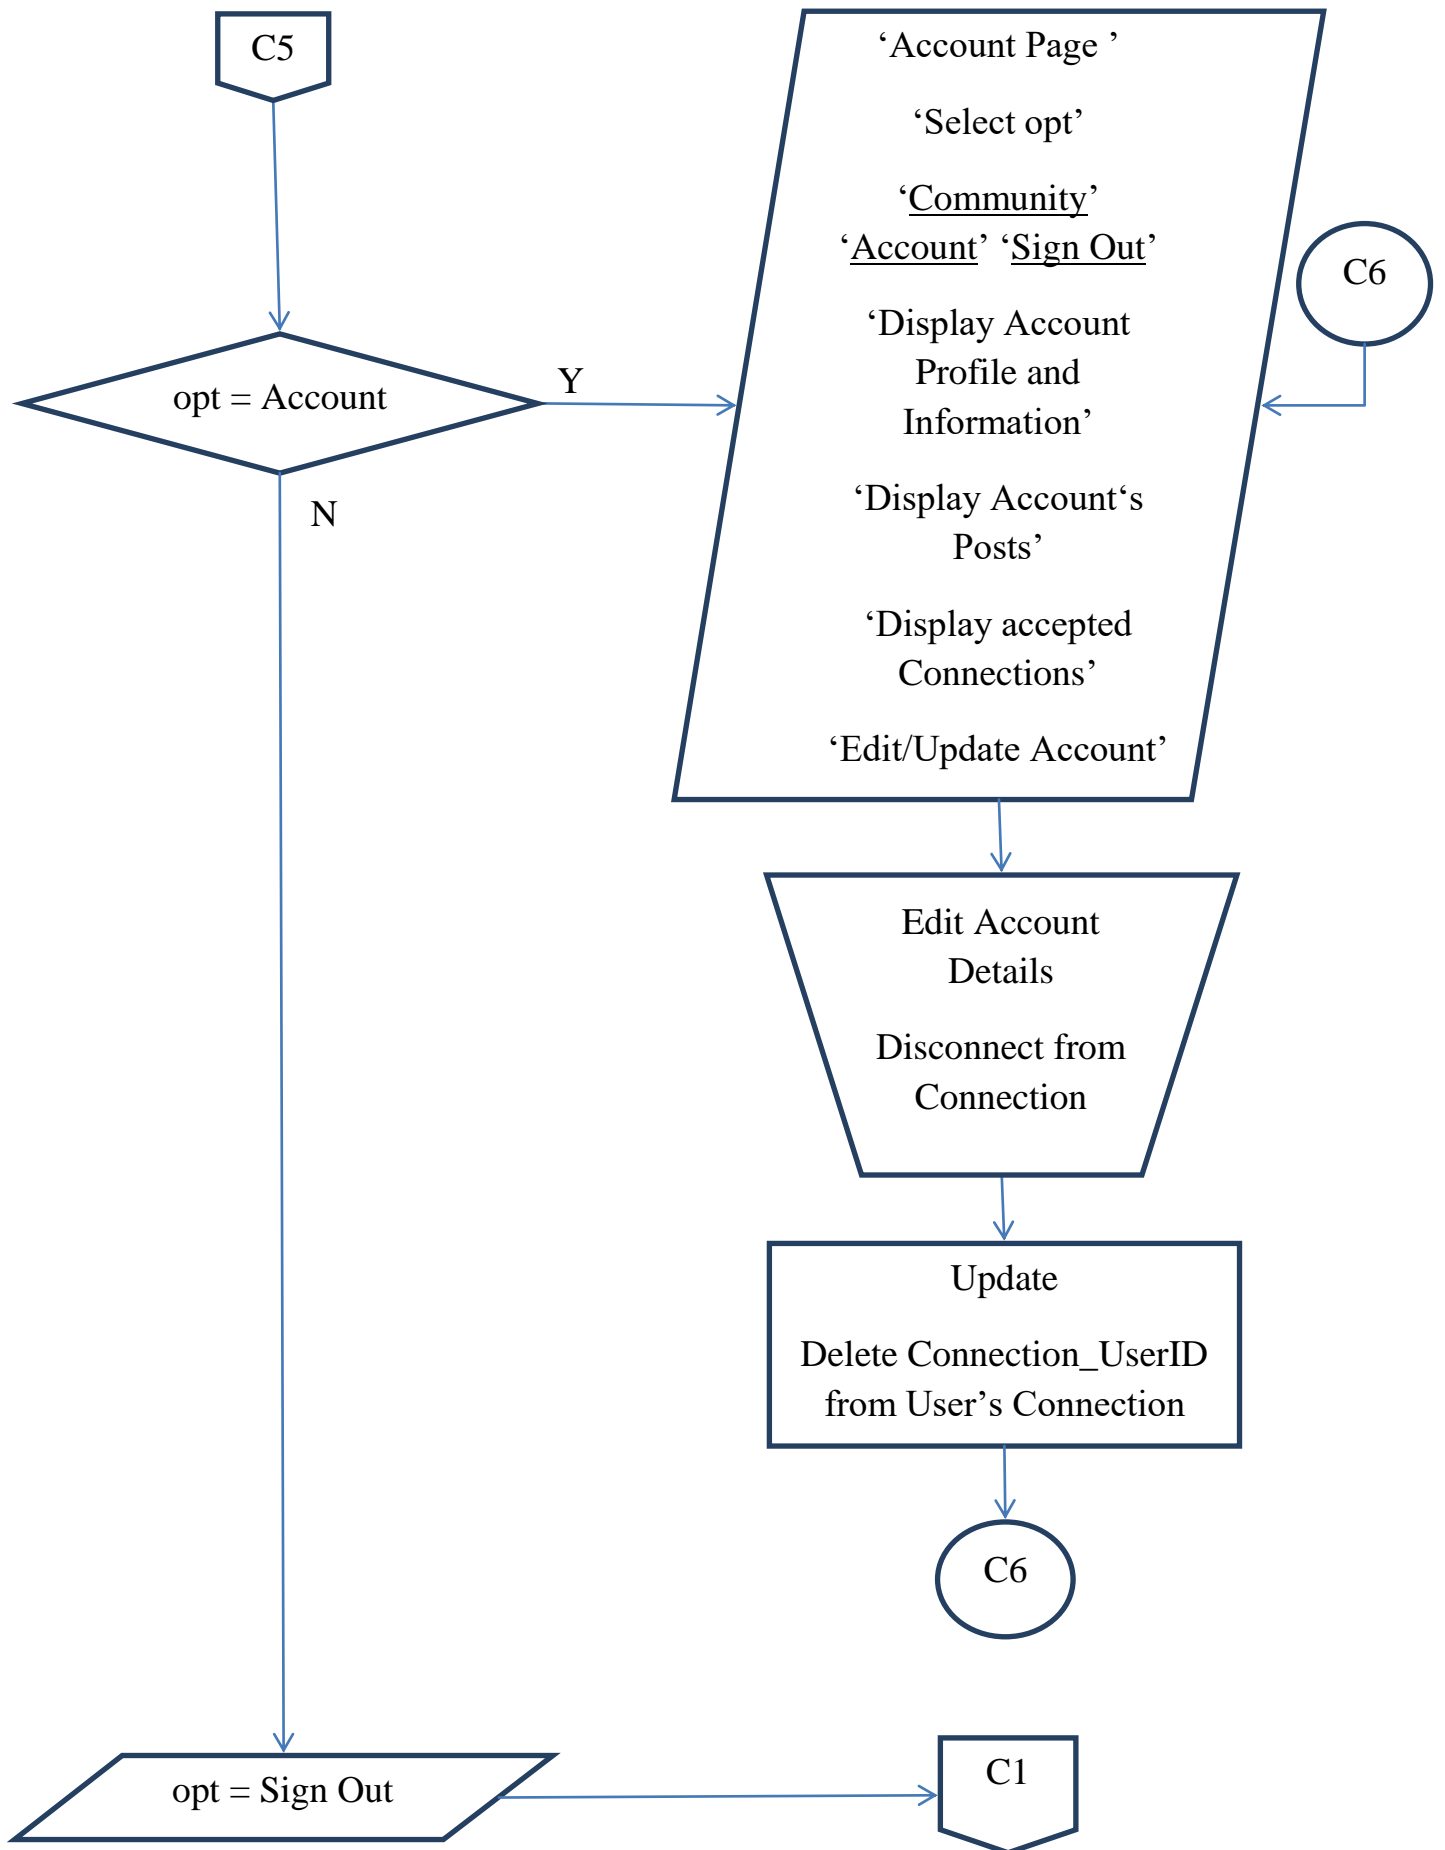 C5
‘Account Page ’
‘Select opt’
‘Community’
‘Account’ ‘Sign Out’
‘Display Account
Profile and
Information’
‘Display Account‘s
Posts’
‘Display accepted
Connections’
‘Edit/Update Account’
C6
opt = Account
Y
N
Edit Account
Details
Disconnect from
Connection
Update
Delete Connection_UserID
from User’s Connection
C6
opt = Sign Out
C1